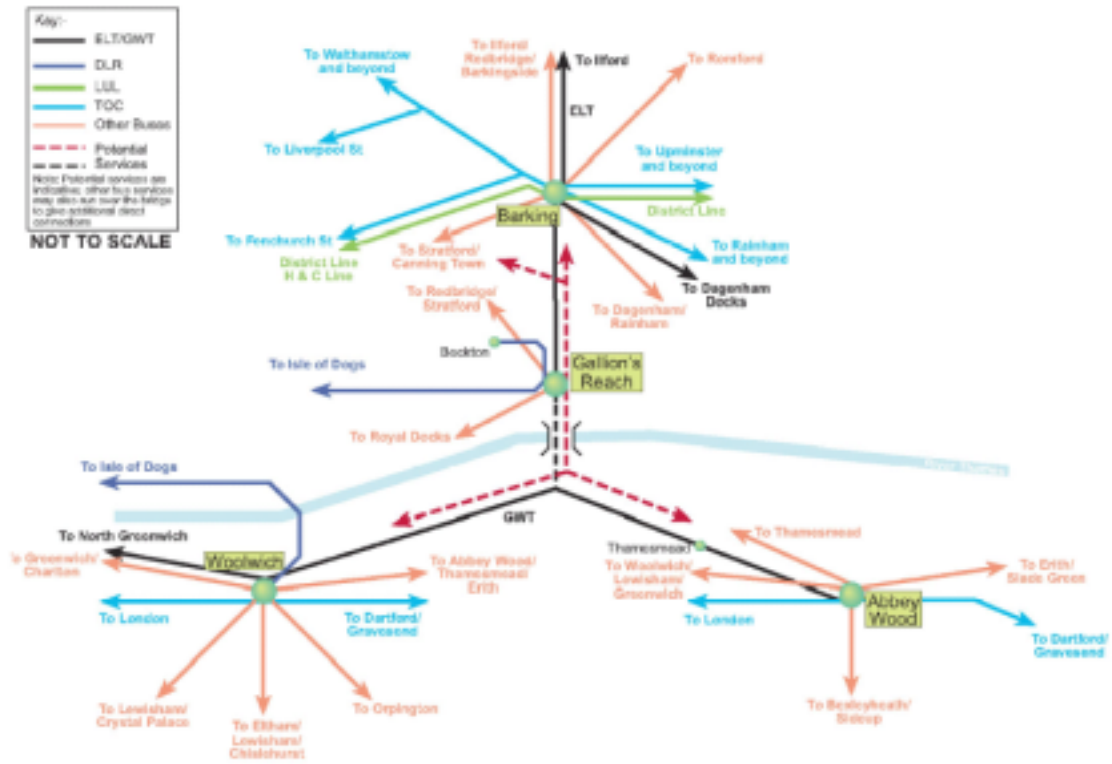 Key:-
ELT/GWT
DLR
LUL
TOC
Other Buses
Potential
Services
Note: Potential services are
indicative; other bus services
may also run over the bridge
to give additional direct
connections
NOT TO SCALE
To Walthamstow
and beyond
To Ilford/
Redbridge/
Barkingside
To Ilford
To Romford
ELT
To Liverpool St
To Upminster
and beyond
District Line
Barking
To Fenchurch St
District Line
H & C Line
To Stratford/
Canning Town
To Rainham
and beyond
To Dagenham
Docks
To Redbridge/
Stratford
To Dagenham/
Rainham
Beckton
To Isle of Dogs
Gallion's
Reach
To Royal Docks
To Isle of Dogs
River Thames
GWT
To North Greenwich
To Greenwich/
Charlton
Woolwich
To Abbey Wood/
Thamesmead/
Erith
To Thamesmead
Thamesmead
To Woolwich/
Lewisham/
Greenwich
To Erith/
Slade Green
To London
To Dartford/
Gravesend
To London
Abbey
Wood
To Dartford/
Gravesend
To Lewisham/
Crystal Palace
To Eltham/
Lewisham/
Chislehurst
To Orpington
To Bexleyheath/
Sidcup